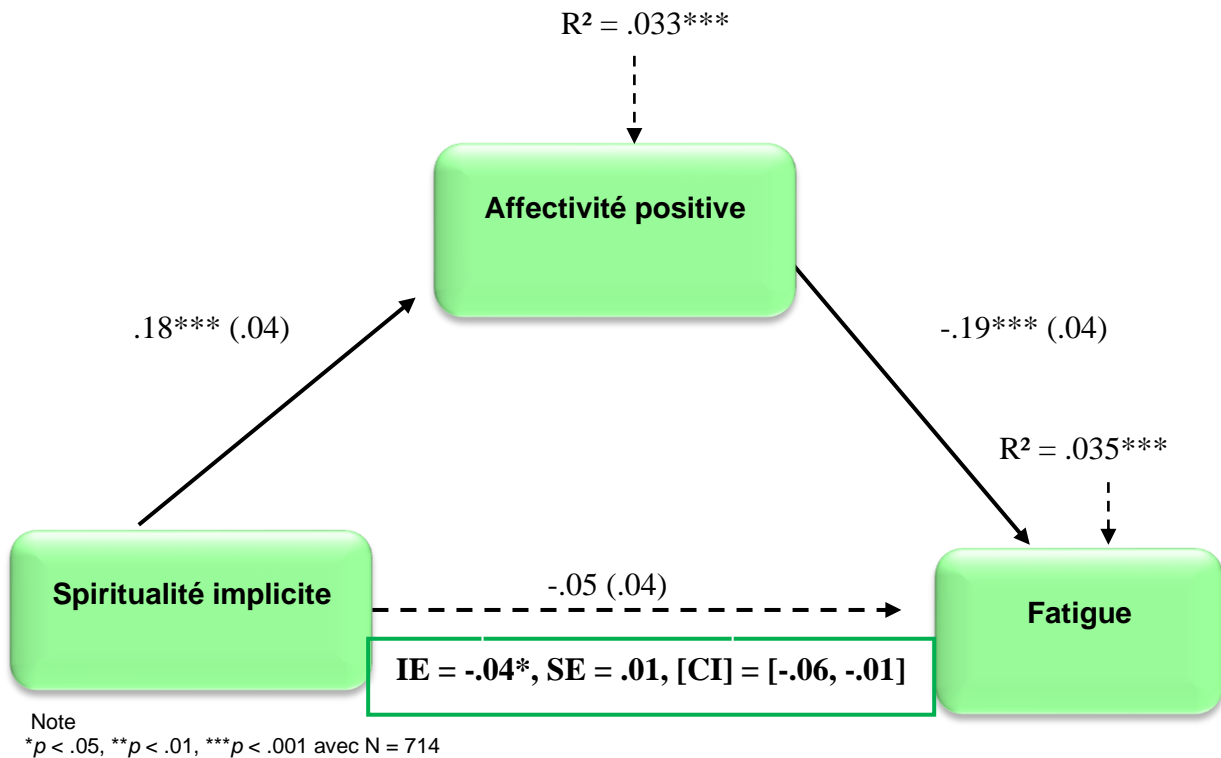 R² = .033***
Affectivité positive
.18*** (.04)
-.19*** (.04)
R² = .035***
Spiritualité implicite
-.05 (.04)
Fatigue
IE = -.04*, SE = .01, [CI] = [-.06, -.01]
Note
*p < .05, **p < .01, ***p < .001 avec N = 714